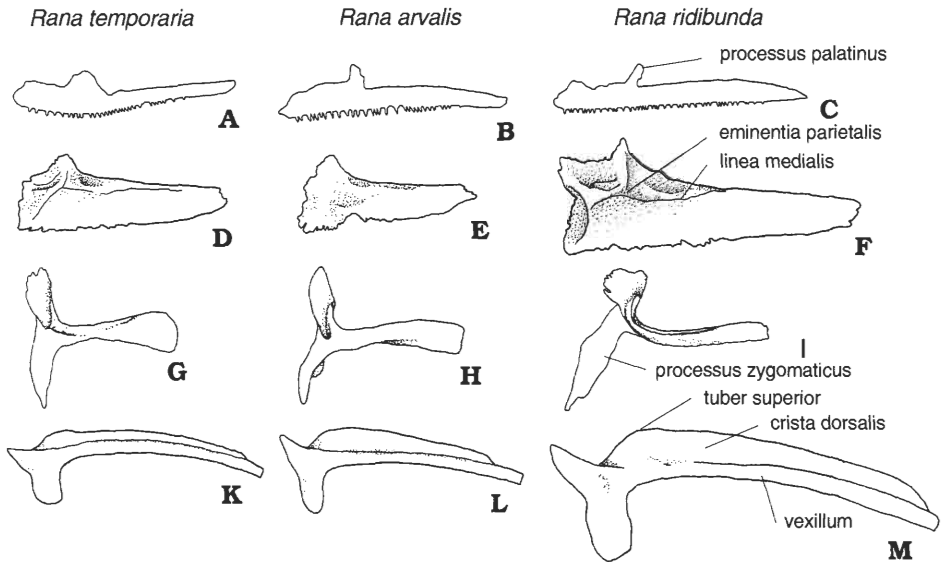 Rana temporaria
Rana arvalis
Rana ridibunda
processus palatinus
A
B
C
eminentia parietalis
linea medialis
D
E
F
G
H
I
processus zygomaticus
tuber superior
crista dorsalis
K
L
vexillum
M